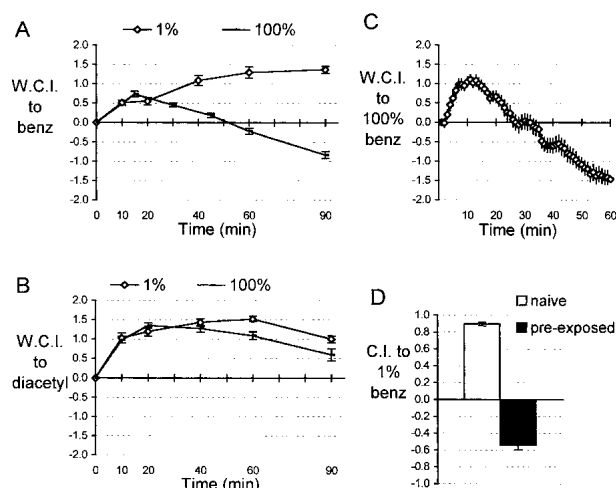 A
1% 100%
W.C.I.
to
benz
2.0
1.5
1.0
0.5
0.0
-0.5
-1.0
-1.5
-2.0
0 10 20 40 60 90
Time (min)
B
1% 100%
W.C.I.
to
diacetyl
2.0
1.5
1.0
0.5
0.0
-0.5
-1.0
-1.5
-2.0
0 10 20 40 60 90
Time (min)
C
W.C.I.
to
100%
benz
2.0
1.5
1.0
0.5
0.0
-0.5
-1.0
-1.5
-2.0
10 20 30 40 50 60
Time (min)
D
naive
pre-exposed
C.I. to
1%
benz
1.0
0.8
0.6
0.4
0.2
0.0
-0.2
-0.4
-0.6
-0.8
-1.0